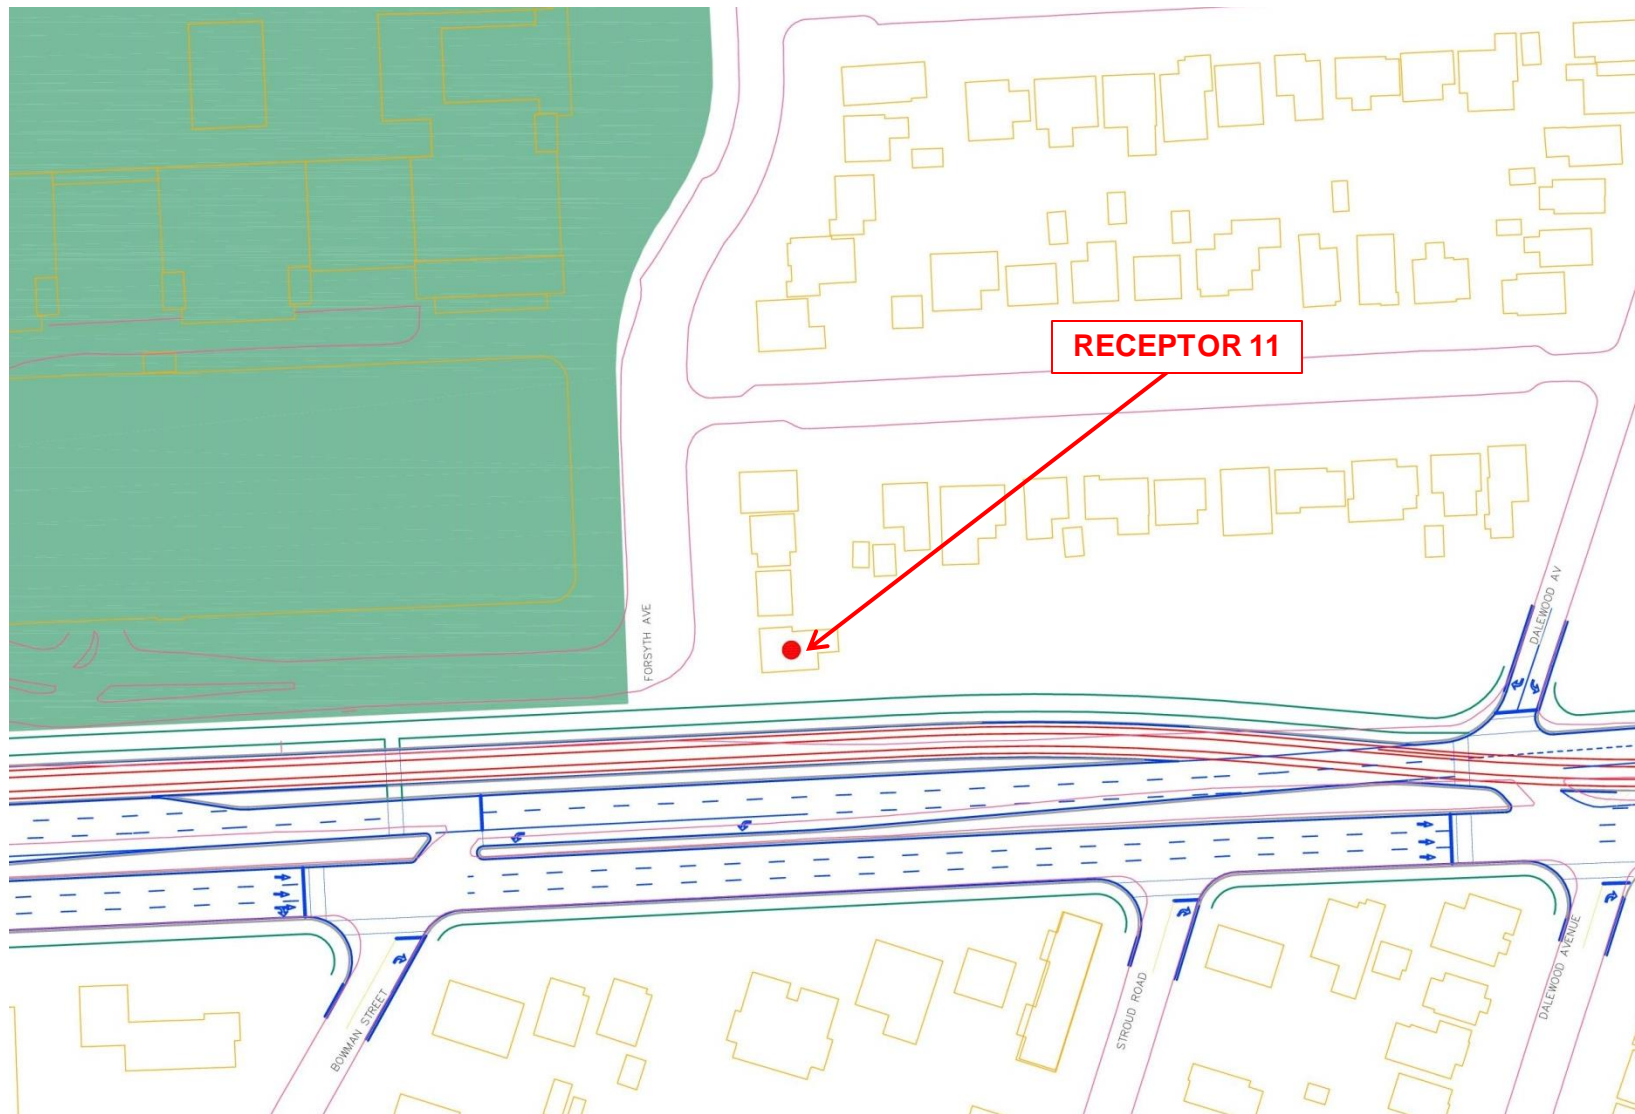 RECEPTOR 11
FORSYTH AVE
DALEWOOD AV
BOWMAN STREET
STROUD ROAD
DALEWOOD AVENUE